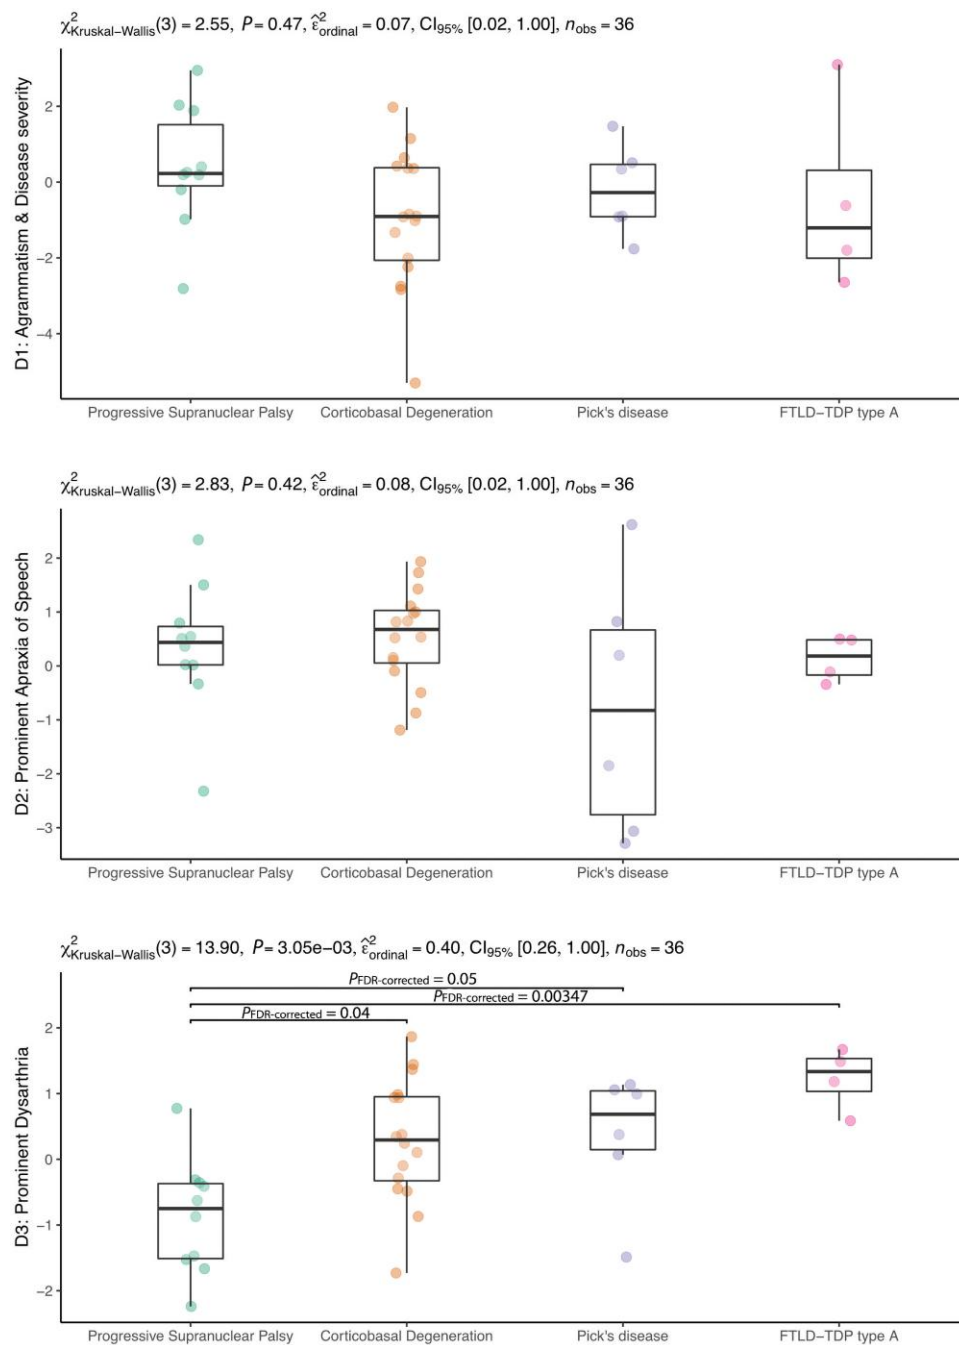 χ²Kruskal–Wallis(3) = 2.55, P = 0.47, ε̂²ordinal = 0.07, CI95% [0.02, 1.00], nobs = 36
D1: Agrammatism & Disease severity
2
0
−2
−4
Progressive Supranuclear Palsy Corticobasal Degeneration Pick's disease FTLD−TDP type A
χ²Kruskal–Wallis(3) = 2.83, P = 0.42, ε̂²ordinal = 0.08, CI95% [0.02, 1.00], nobs = 36
D2: Prominent Apraxia of Speech
2
1
0
−1
−2
−3
Progressive Supranuclear Palsy Corticobasal Degeneration Pick's disease FTLD−TDP type A
χ²Kruskal–Wallis(3) = 13.90, P = 3.05e−03, ε̂²ordinal = 0.40, CI95% [0.26, 1.00], nobs = 36
PFDR-corrected = 0.05
PFDR-corrected = 0.00347
PFDR-corrected = 0.04
D3: Prominent Dysarthria
2
1
0
−1
−2
Progressive Supranuclear Palsy Corticobasal Degeneration Pick's disease FTLD−TDP type A